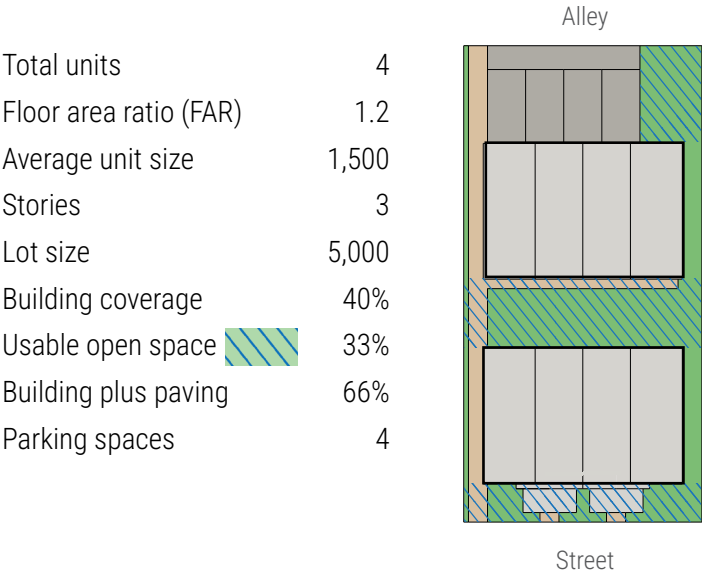 Alley
Total units 4
Floor area ratio (FAR) 1.2
Average unit size 1,500
Stories 3
Lot size 5,000
Building coverage 40%
Usable open space 33%
Building plus paving 66%
Parking spaces 4
Street